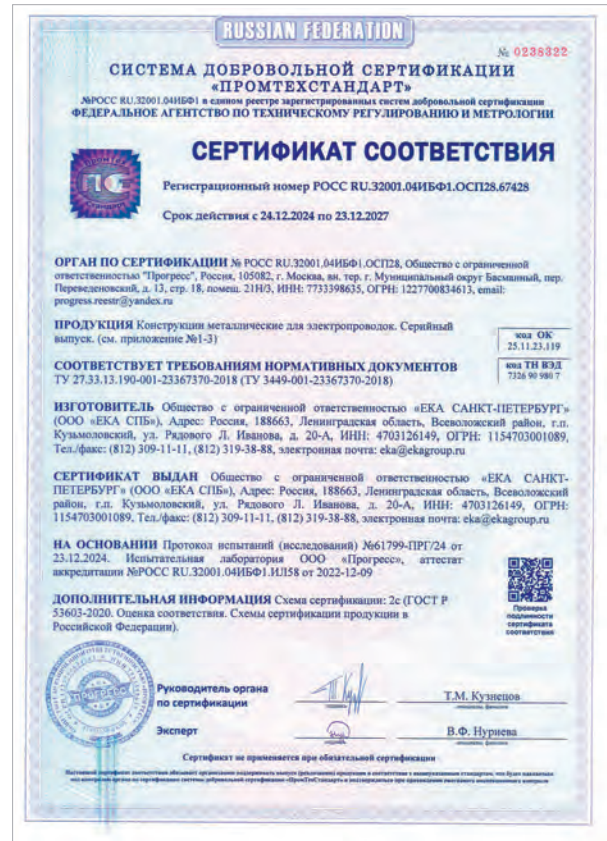 RUSSIAN FEDERATION
№ 0238322
СИСТЕМА ДОБРОВОЛЬНОЙ СЕРТИФИКАЦИИ
«ПРОМТЕХСТАНДАРТ»
№РОСС RU.32001.04ИБФ1 в едином реестре зарегистрированных систем добровольной сертификации
ФЕДЕРАЛЬНОЕ АГЕНТСТВО ПО ТЕХНИЧЕСКОМУ РЕГУЛИРОВАНИЮ И МЕТРОЛОГИИ
ПРОМТЕХ
ПС
СТАНДАРТ
СЕРТИФИКАТ СООТВЕТСТВИЯ
Регистрационный номер РОСС RU.32001.04ИБФ1.ОСП28.67428
Срок действия с 24.12.2024 по 23.12.2027
ОРГАН ПО СЕРТИФИКАЦИИ № РОСС RU.32001.04ИБФ1.ОСП28, Общество с ограниченной
ответственностью "Прогресс", Россия, 105082, г. Москва, вн. тер. г. Муниципальный округ Басманный, пер.
Переведеновский, д. 13, стр. 18, помещ. 21Н/3, ИНН: 7733398635, ОГРН: 1227700834613, email:
progress.reestr@yandex.ru
ПРОДУКЦИЯ Конструкции металлические для электропроводок. Серийный
выпуск. (см. приложение №1-3)
код ОК
25.11.23.119
СООТВЕТСТВУЕТ ТРЕБОВАНИЯМ НОРМАТИВНЫХ ДОКУМЕНТОВ
ТУ 27.33.13.190-001-23367370-2018 (ТУ 3449-001-23367370-2018)
код ТН ВЭД
7326 90 980 7
ИЗГОТОВИТЕЛЬ Общество с ограниченной ответственностью «ЕКА САНКТ-ПЕТЕРБУРГ»
(ООО «ЕКА СПБ»), Адрес: Россия, 188663, Ленинградская область, Всеволожский район, г.п.
Кузьмоловский, ул. Рядового Л. Иванова, д. 20-А, ИНН: 4703126149, ОГРН: 1154703001089,
Тел./факс: (812) 309-11-11, (812) 319-38-88, электронная почта: eka@ekagroup.ru
СЕРТИФИКАТ ВЫДАН Общество с ограниченной ответственностью «ЕКА САНКТ-
ПЕТЕРБУРГ» (ООО «ЕКА СПБ»), Адрес: Россия, 188663, Ленинградская область, Всеволожский
район, г.п. Кузьмоловский, ул. Рядового Л. Иванова, д. 20-А, ИНН: 4703126149, ОГРН:
1154703001089, Тел./факс: (812) 309-11-11, (812) 319-38-88, электронная почта: eka@ekagroup.ru
НА ОСНОВАНИИ Протокол испытаний (исследований) №61799-ПРГ/24 от
23.12.2024. Испытательная лаборатория ООО «Прогресс», аттестат
аккредитации №РОСС RU.32001.04ИБФ1.ИЛ58 от 2022-12-09
ДОПОЛНИТЕЛЬНАЯ ИНФОРМАЦИЯ Схема сертификации: 2с (ГОСТ Р
53603-2020. Оценка соответствия. Схемы сертификации продукции в
Российской Федерации).
Проверка
подлинности
сертификата
соответствия
ПРОГРЕСС
Руководитель органа
по сертификации
Т.М. Кузнецов
Эксперт
В.Ф. Нуриева
Сертификат не применяется при обязательной сертификации